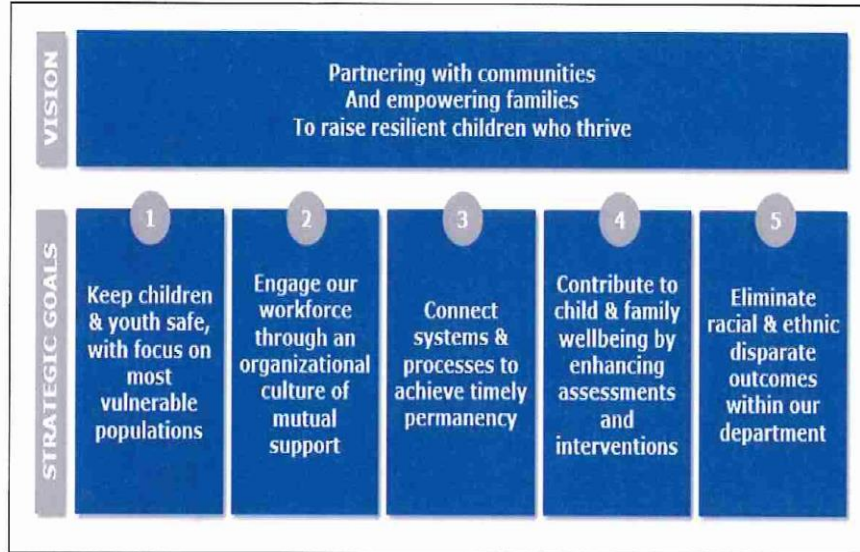 VISION
Partnering with communities
And empowering families
To raise resilient children who thrive
STRATEGIC GOALS
1
Keep children
& youth safe,
with focus on
most
vulnerable
populations
2
Engage our
workforce
through an
organizational
culture of
mutual
support
3
Connect
systems &
processes to
achieve timely
permanency
4
Contribute to
child & family
wellbeing by
enhancing
assessments
and
interventions
5
Eliminate
racial & ethnic
disparate
outcomes
within our
department